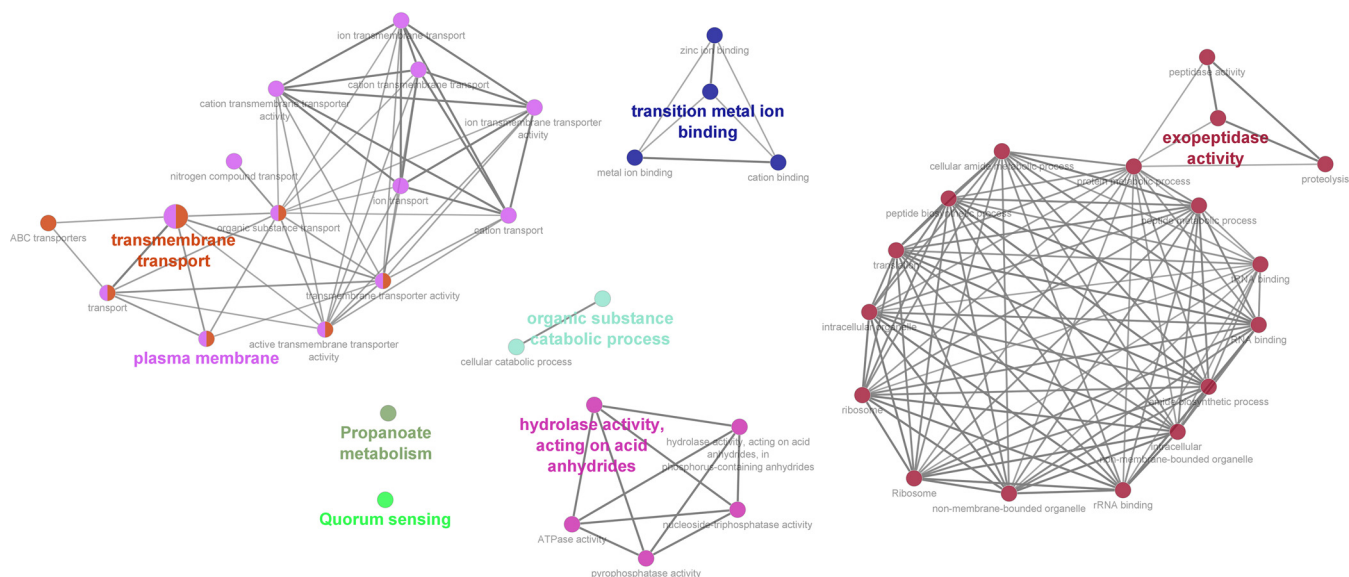 ion transmembrane transport
cation transmembrane transport
cation transmembrane transporter
activity
ion transmembrane transporter
activity
nitrogen compound transport
ion transport
cation transport
organic substance transport
ABC transporters
transmembrane
transport
transmembrane transporter activity
transport
active transmembrane transporter
activity
plasma membrane
zinc ion binding
transition metal ion
binding
metal ion binding
cation binding
organic substance
catabolic process
cellular catabolic process
Propanoate
metabolism
Quorum sensing
hydrolase activity,
acting on acid
anhydrides
hydrolase activity, acting on acid
anhydrides, in
phosphorus-containing anhydrides
nucleoside-triphosphatase activity
ATPase activity
pyrophosphatase activity
peptidase activity
exopeptidase
activity
proteolysis
cellular amide metabolic process
protein metabolic process
peptide biosynthetic process
peptide metabolic process
translation
tRNA binding
intracellular organelle
RNA binding
amide biosynthetic process
ribosome
intracellular
non-membrane-bounded organelle
Ribosome
rRNA binding
non-membrane-bounded organelle